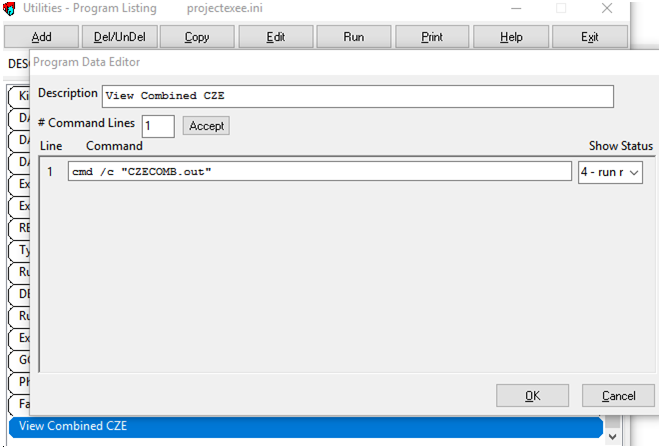 Utilities - Program Listing projectexee.ini
Add Del/UnDel Copy Edit Run Print Help Exit
DES
Program Data Editor
Description View Combined CZE
# Command Lines 1 Accept
Line Command Show Status
1 cmd /c "CZECOMB.out" 4 - run r
Ki
DA
DA
DA
Ex
Ex
RE
Ty
Ru
DE
Ru
Ex
GO
Ph
Fa
OK Cancel
View Combined CZE